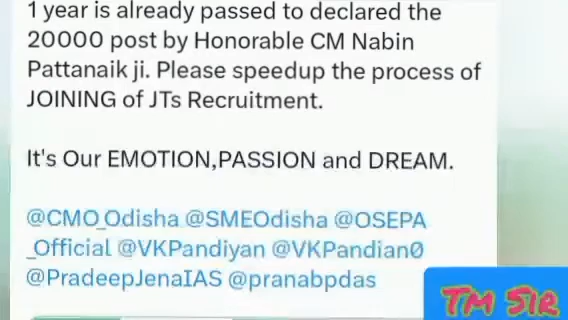 1 year is already passed to declared the
20000 post by Honorable CM Nabin
Pattanaik ji. Please speedup the process of
JOINING of JTs Recruitment.
It's Our EMOTION,PASSION and DREAM.
@CMO_Odisha @SMEOdisha @OSEPA
_Official @VKPandiyan @VKPandian0
@PradeepJenaIAS @pranabpdas
TM SIR